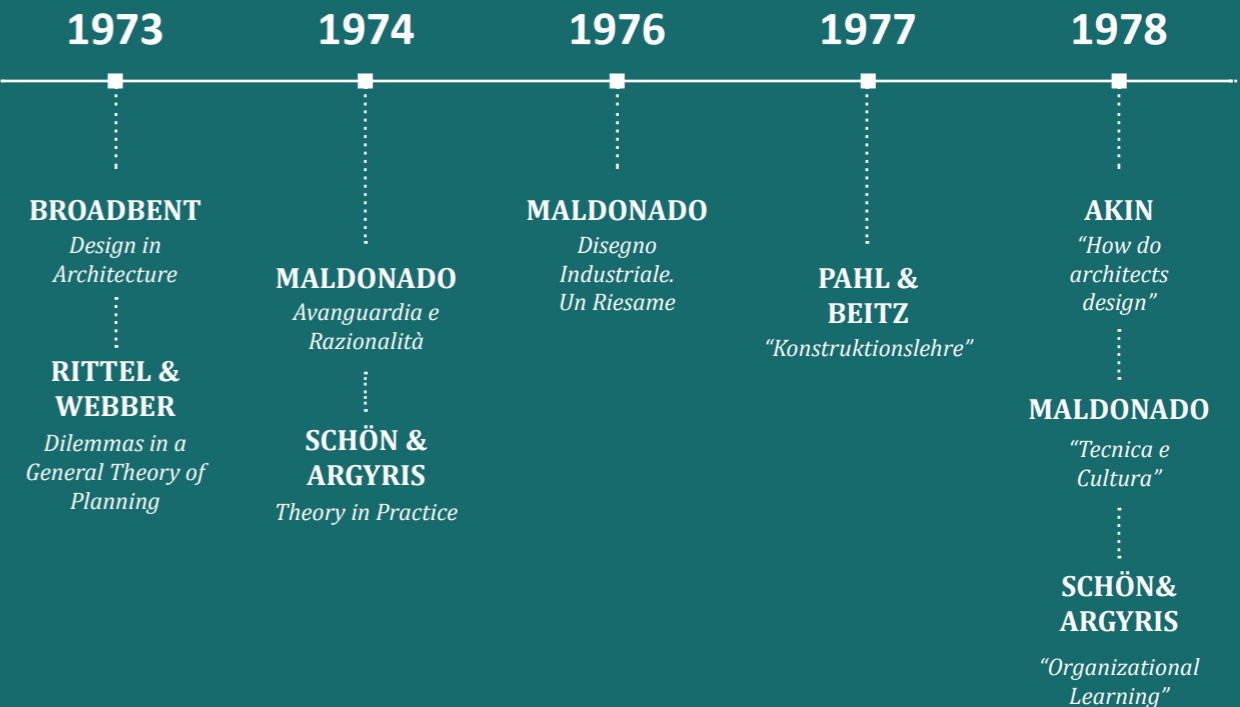 1973
BROADBENT
Design in
Architecture
RITTEL &
WEBBER
Dilemmas in a
General Theory of
Planning
1974
MALDONADO
Avanguardia e
Razionalità
SCHÖN &
ARGYRIS
Theory in Practice
1976
MALDONADO
Disegno
Industriale.
Un Riesame
1977
PAHL &
BEITZ
“Konstruktionslehre”
1978
AKIN
“How do
architects
design”
MALDONADO
“Tecnica e
Cultura”
SCHÖN&
ARGYRIS
“Organizational
Learning”